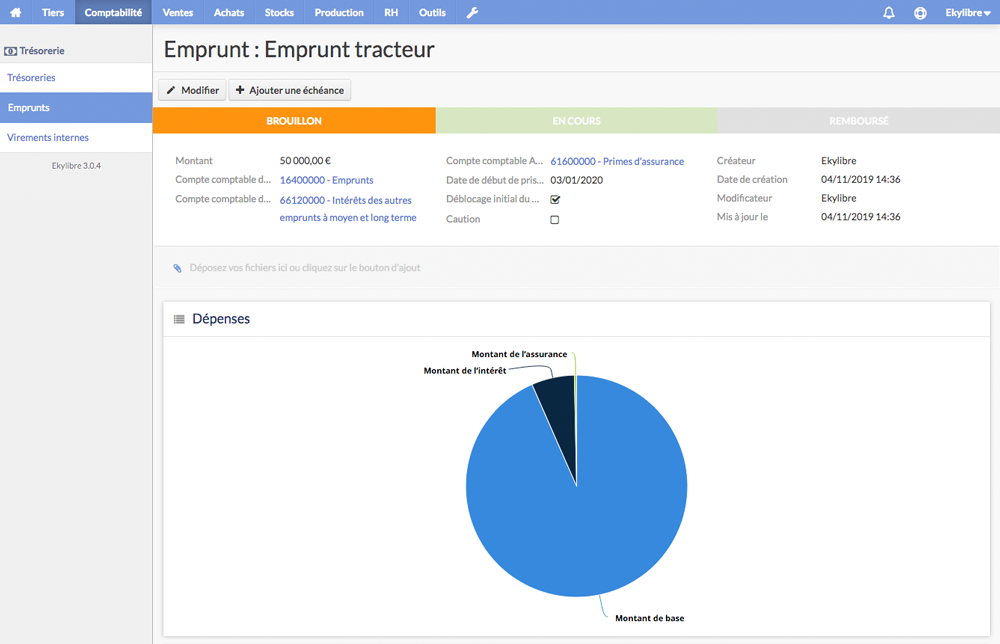 Tiers Comptabilité Ventes Achats Stocks Production RH Outils Ekylibre
Trésorerie
Trésoreries
Emprunts
Virements internes
Ekylibre 3.0.4
Emprunt : Emprunt tracteur
Modifier Ajouter une échéance
BROUILLON EN COURS REMBOURSÉ
Montant 50 000,00 €
Compte comptable d... 16400000 - Emprunts
Compte comptable d... 66120000 - Intérêts des autres
emprunts à moyen et long terme
Compte comptable A... 61600000 - Primes d'assurance
Date de début de pris... 03/01/2020
Déblocage initial du ...
Caution
Créateur Ekylibre
Date de création 04/11/2019 14:36
Modificateur Ekylibre
Mis à jour le 04/11/2019 14:36
Déposez vos fichiers ici ou cliquez sur le bouton d'ajout
Dépenses
Montant de l'assurance
Montant de l'intérêt
Montant de base